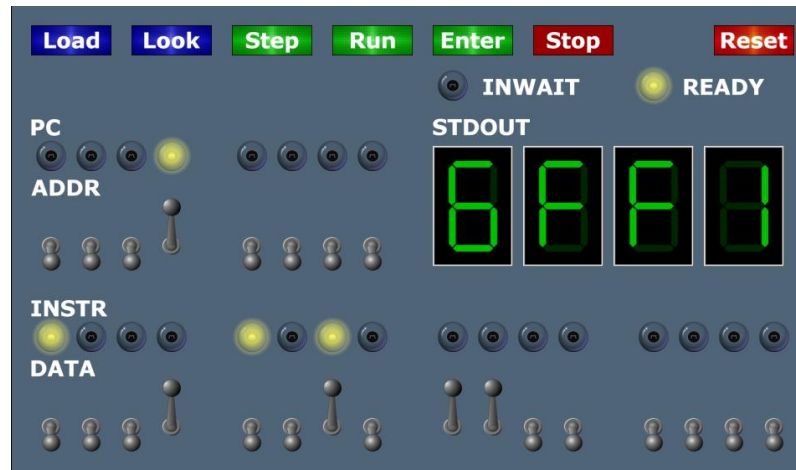 Load Look Step Run Enter Stop Reset
INWAIT READY
PC STDOUT
6FF1
ADDR
INSTR
DATA